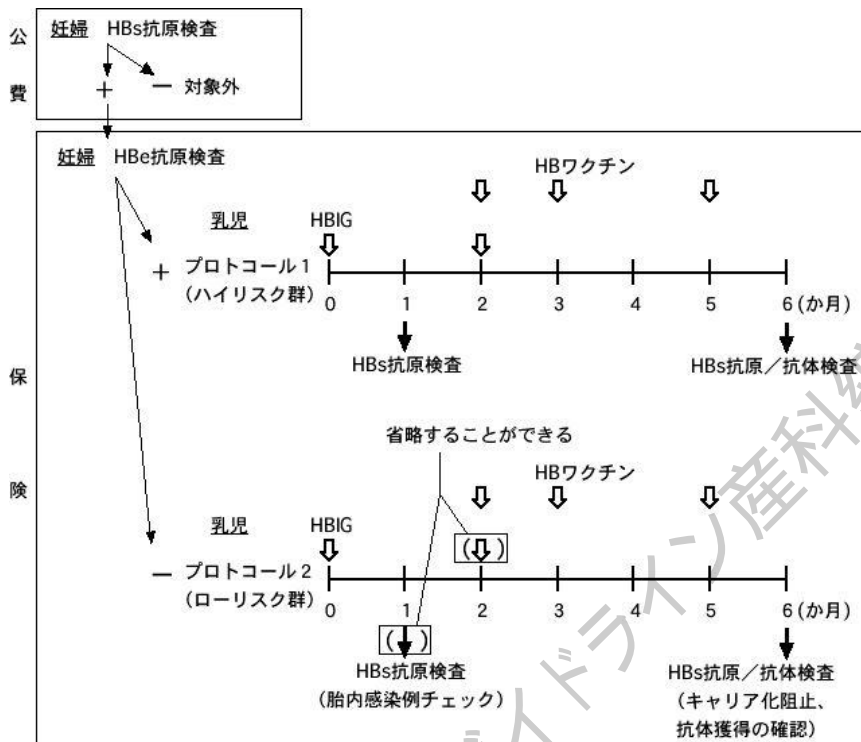 公費
妊婦 HBs抗原検査
+ − 対象外
保険
妊婦 HBe抗原検査
HBワクチン
乳児 HBIG
+ プロトコール1
(ハイリスク群)
0 1 2 3 4 5 6(か月)
HBs抗原検査 HBs抗原/抗体検査
省略することができる
HBワクチン
乳児 HBIG
( )
− プロトコール2
(ローリスク群)
0 1 2 3 4 5 6(か月)
( )
HBs抗原検査 HBs抗原/抗体検査
(胎内感染例チェック) (キャリア化阻止、
抗体獲得の確認)
イドライン産科